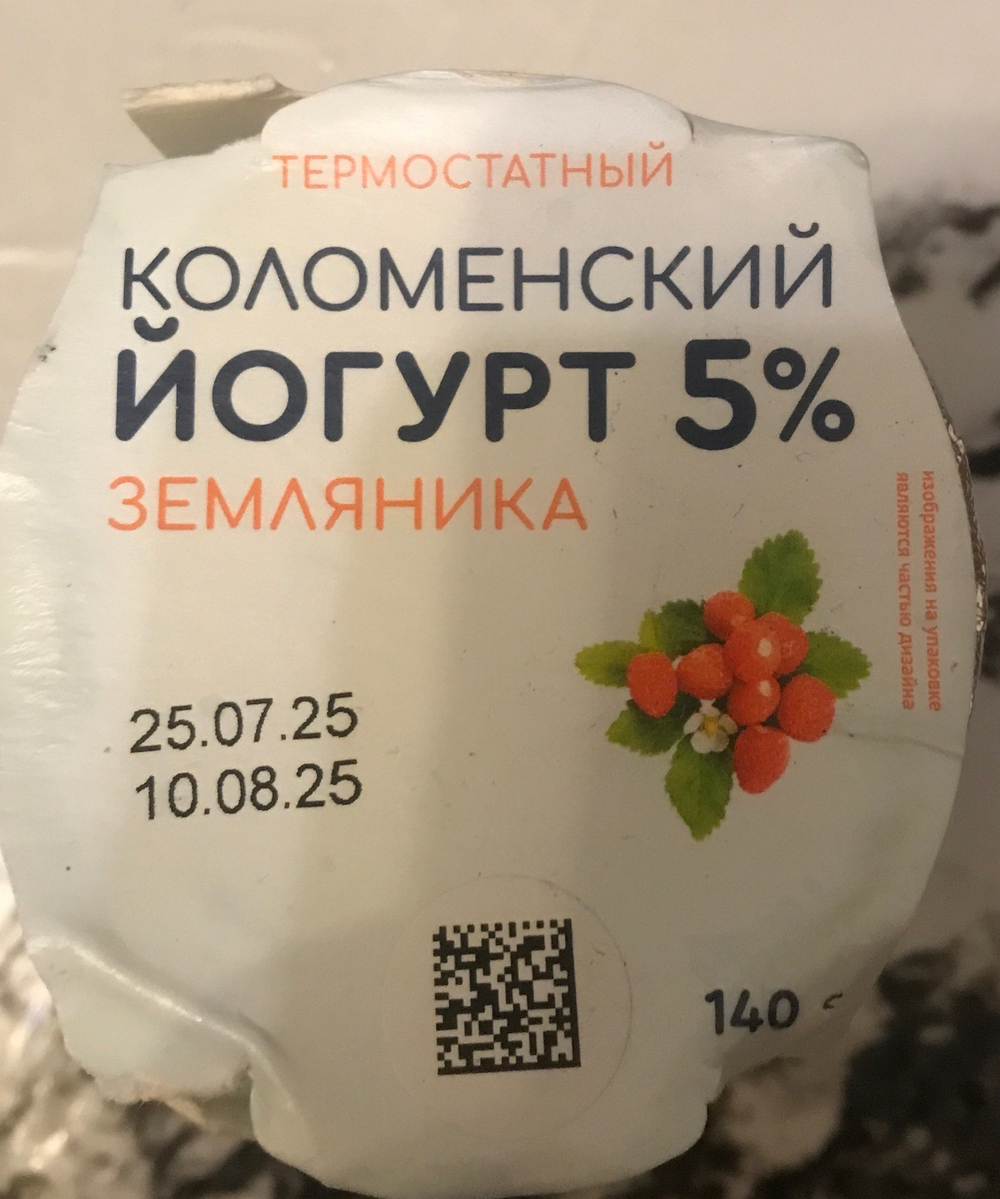 ТЕРМОСТАТНЫЙ
КОЛОМЕНСКИЙ
ЙОГУРТ 5%
ЗЕМЛЯНИКА
изображения на упаковке
являются частью дизайна
25.07.25
10.08.25
140 г